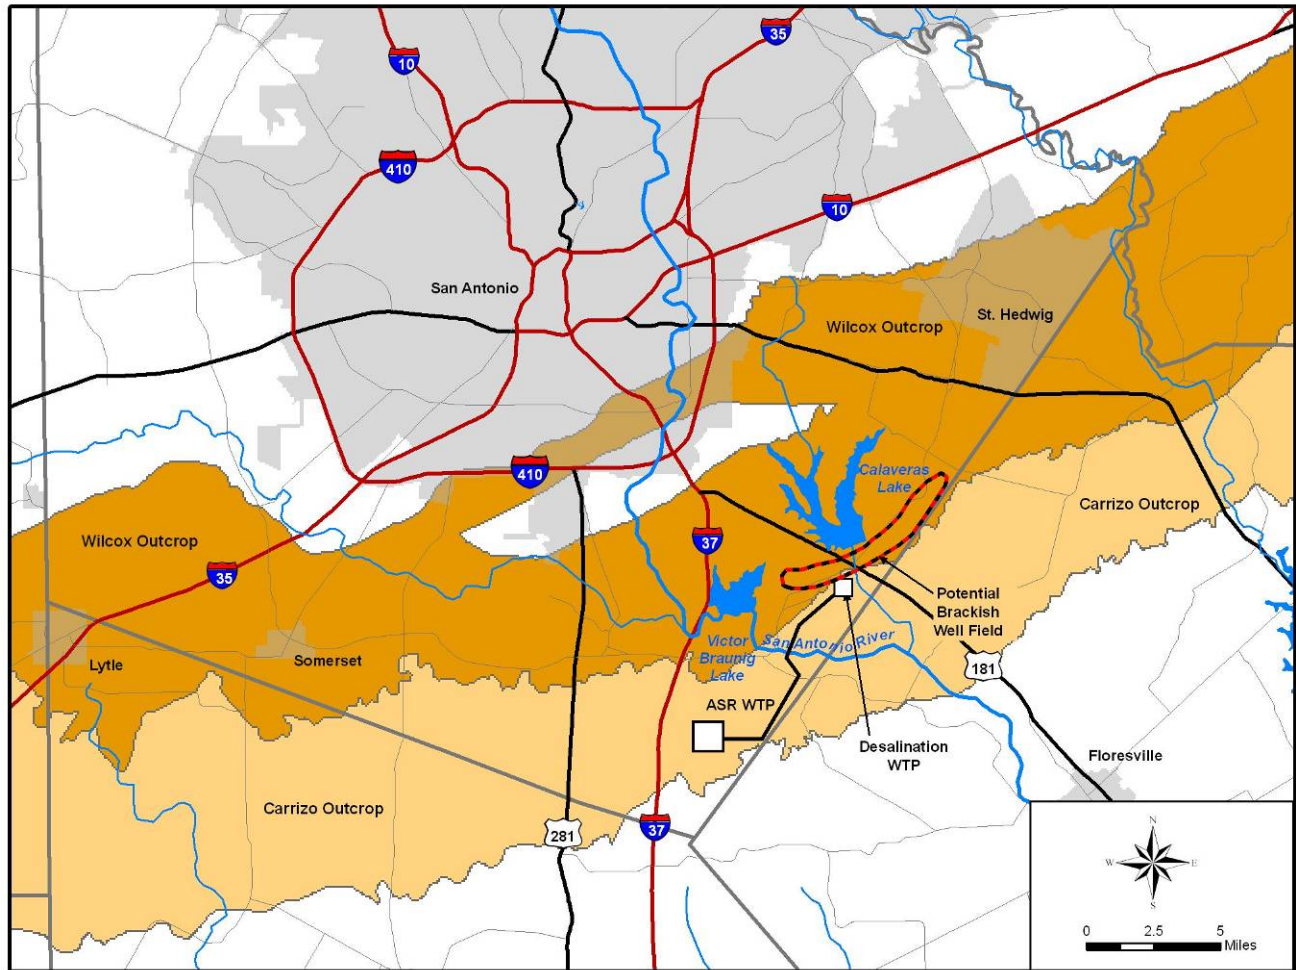 35
10
410
10
San Antonio
Wilcox Outcrop
St. Hedwig
410
Calaveras
Lake
Carrizo Outcrop
Wilcox Outcrop
37
35
Potential
Brackish
Well Field
San Antonio River
Victor
Braunig
Lake
Lytle
Somerset
181
ASR WTP
Desalination
WTP
Floresville
Carrizo Outcrop
281
37
N
W
E
S
0
2.5
5
Miles